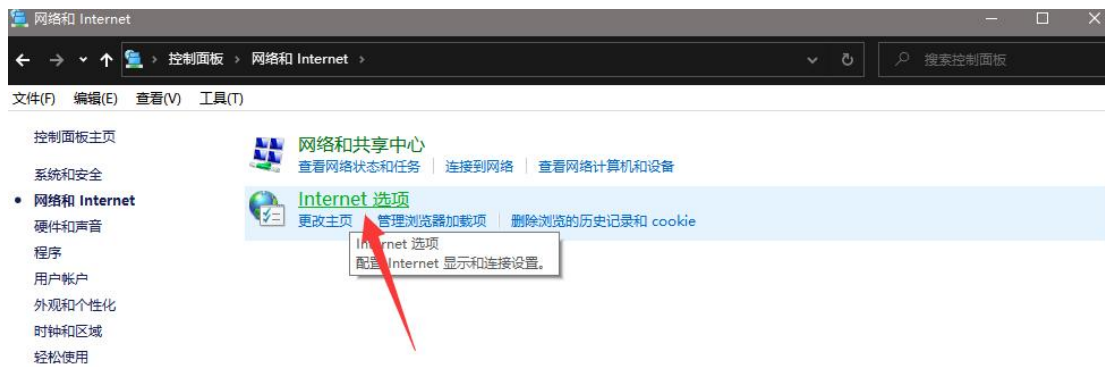 网络和 Internet
控制面板 › 网络和 Internet ›
搜索控制面板
文件(F) 编辑(E) 查看(V) 工具(T)
控制面板主页
系统和安全
网络和 Internet
硬件和声音
程序
用户帐户
外观和个性化
时钟和区域
轻松使用
网络和共享中心
查看网络状态和任务 连接到网络 查看网络计算机和设备
Internet 选项
更改主页 管理浏览器加载项 删除浏览的历史记录和 cookie
Internet 选项
配置 Internet 显示和连接设置。